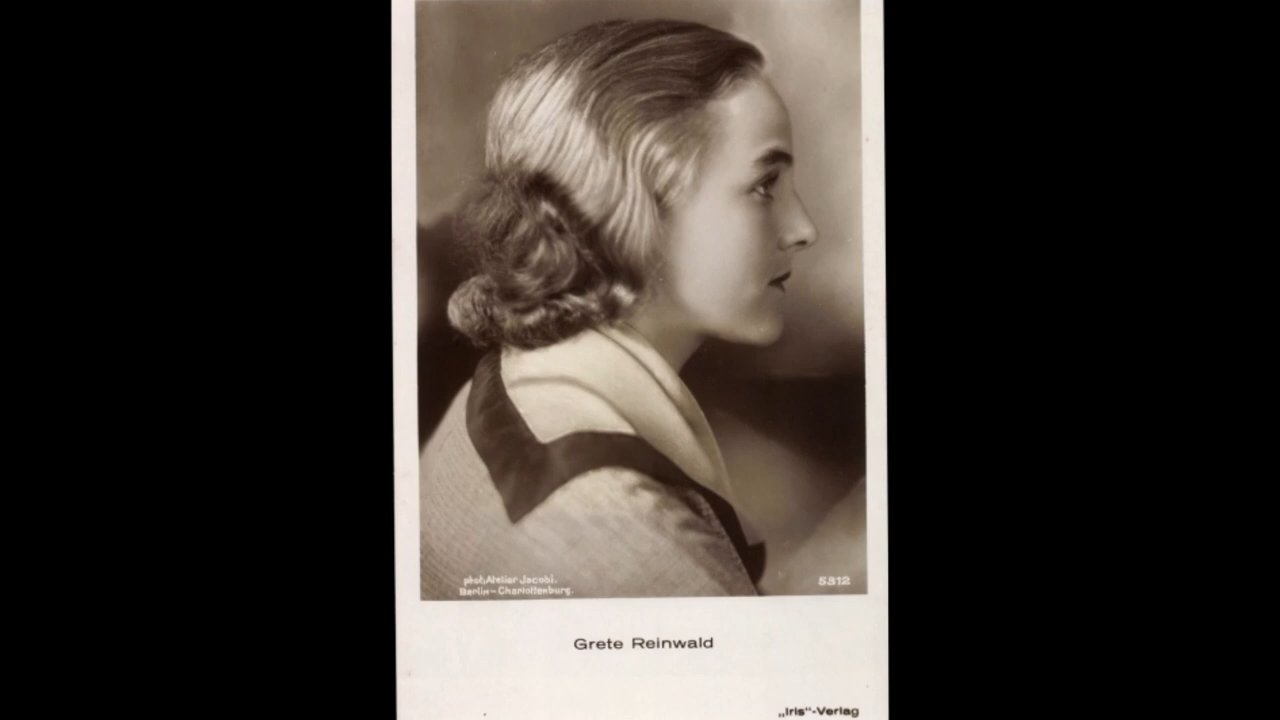 phot. Atelier Jacobi.
Berlin-Charlottenburg.
5312
Grete Reinwald
„Iris"-Verlag